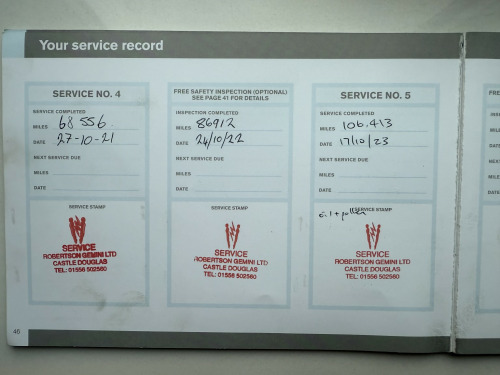 Your service record
SERVICE NO. 4
SERVICE COMPLETED
MILES 68 556
DATE 27-10-21
NEXT SERVICE DUE
MILES
DATE
SERVICE STAMP
SERVICE
ROBERTSON GEMINI LTD
CASTLE DOUGLAS
TEL: 01556 502560
FREE SAFETY INSPECTION (OPTIONAL)
SEE PAGE 41 FOR DETAILS
INSPECTION COMPLETED
MILES 86912
DATE 24/10/22
NEXT SERVICE DUE
MILES
DATE
SERVICE STAMP
SERVICE
ROBERTSON GEMINI LTD
CASTLE DOUGLAS
TEL: 01556 502560
SERVICE NO. 5
SERVICE COMPLETED
MILES 106.413
DATE 17/10/23
NEXT SERVICE DUE
MILES
DATE
SERVICE STAMP
oil + pollen
SERVICE
ROBERTSON GEMINI LTD
CASTLE DOUGLAS
TEL: 01556 502560
40